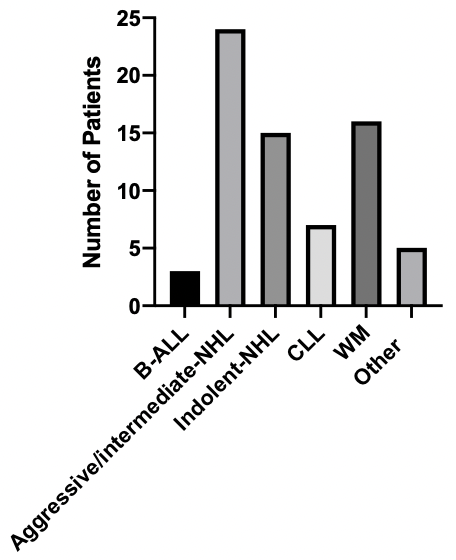 Number of Patients
25
20
15
10
5
0
B-ALL
Aggressive/intermediate-NHL
Indolent-NHL
CLL
WM
Other